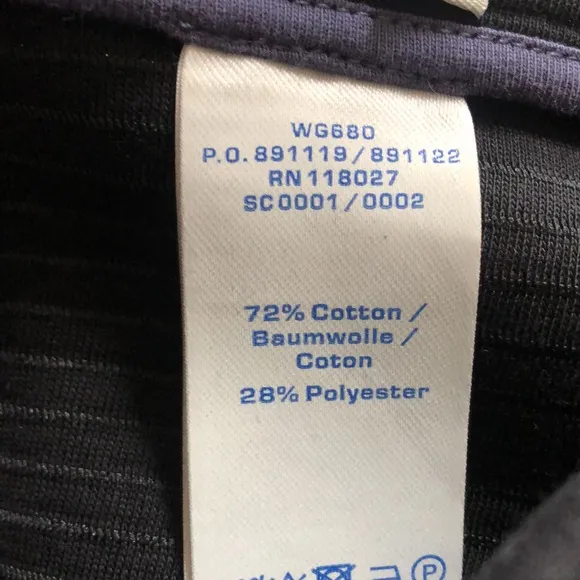 WG680
P.O. 891119/891122
RN 118027
SC0001/0002
72% Cotton /
Baumwolle /
Coton
28% Polyester
P